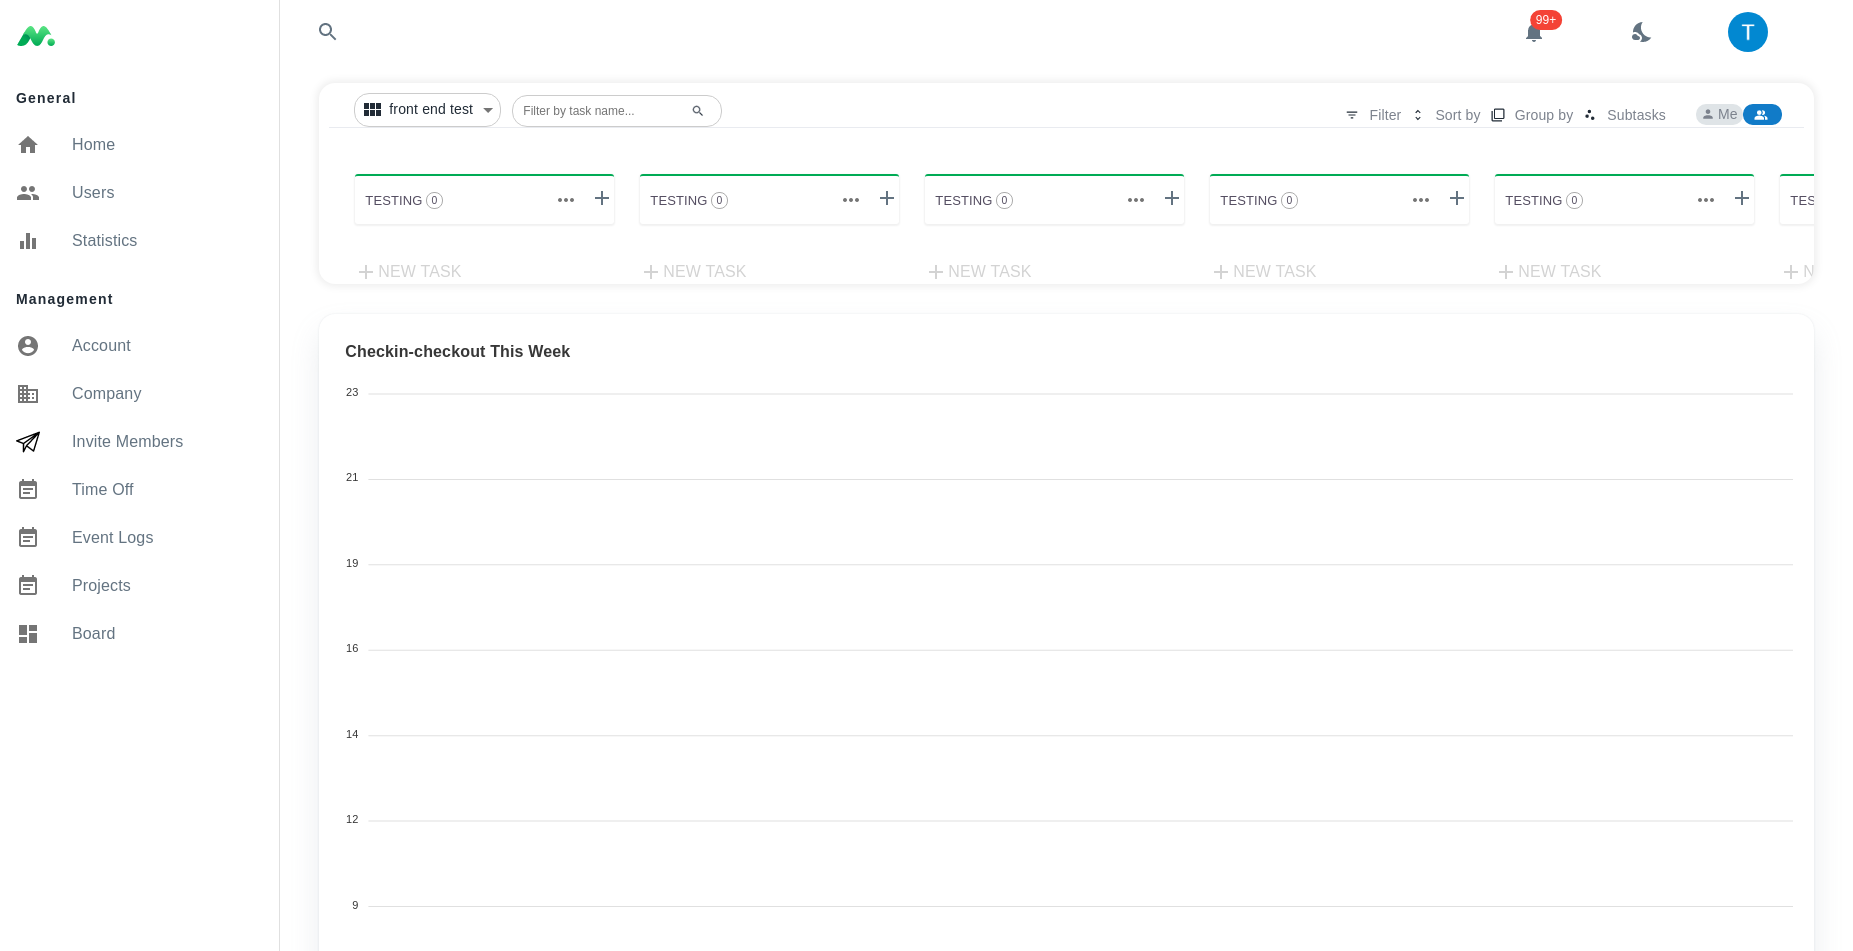 99+
T
General
Home
Users
Statistics
Management
Account
Company
Invite Members
Time Off
Event Logs
Projects
Board
front end test
Filter by task name...
Filter
Sort by
Group by
Subtasks
Me
TESTING 0
TESTING 0
TESTING 0
TESTING 0
TESTING 0
TES
NEW TASK
NEW TASK
NEW TASK
NEW TASK
NEW TASK
N
Checkin-checkout This Week
23
21
19
16
14
12
9